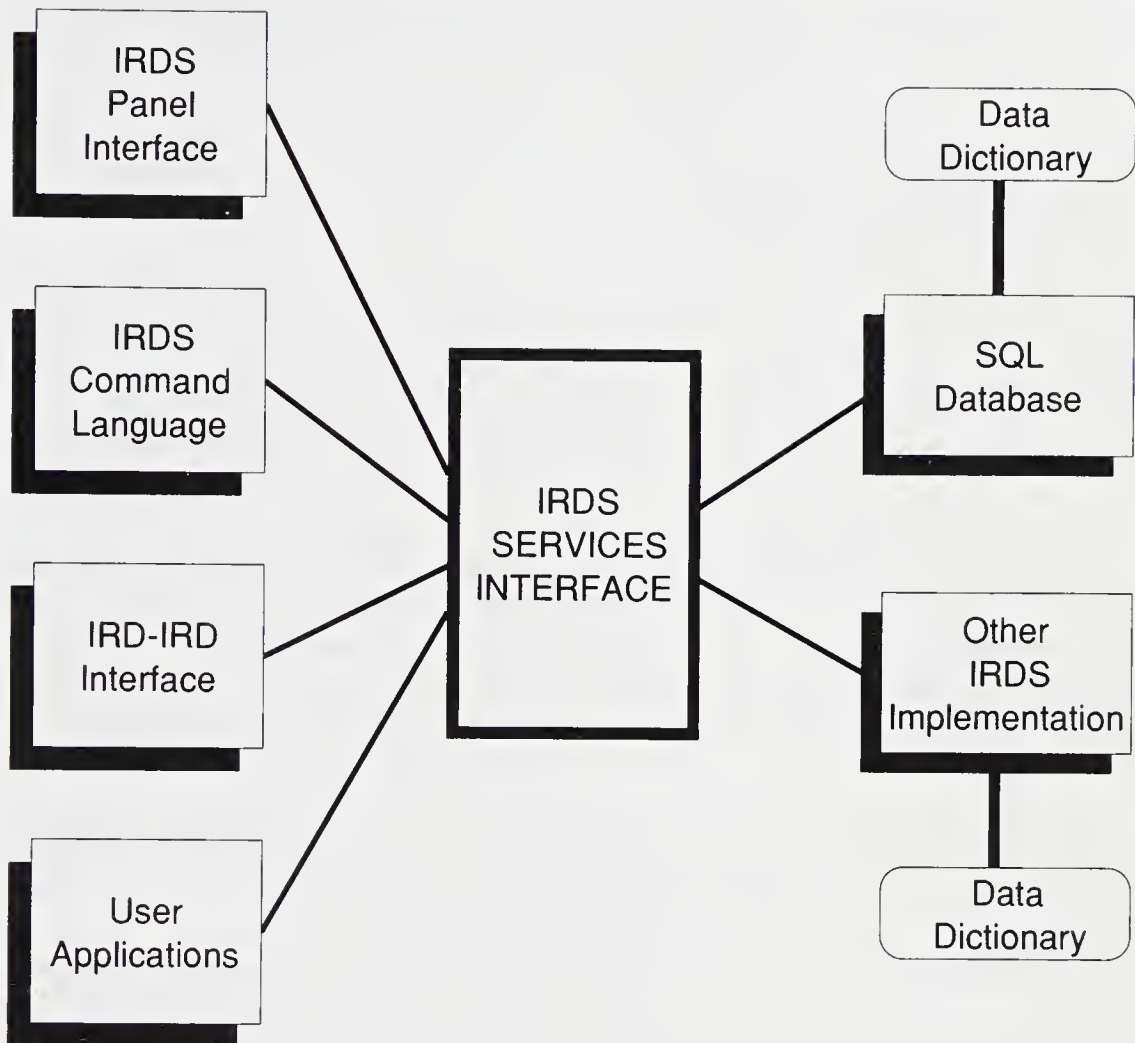 IRDS
Panel
Interface
IRDS
Command
Language
IRD-IRD
Interface
User
Applications
IRDS
SERVICES
INTERFACE
Data
Dictionary
SQL
Database
Other
IRDS
Implementation
Data
Dictionary